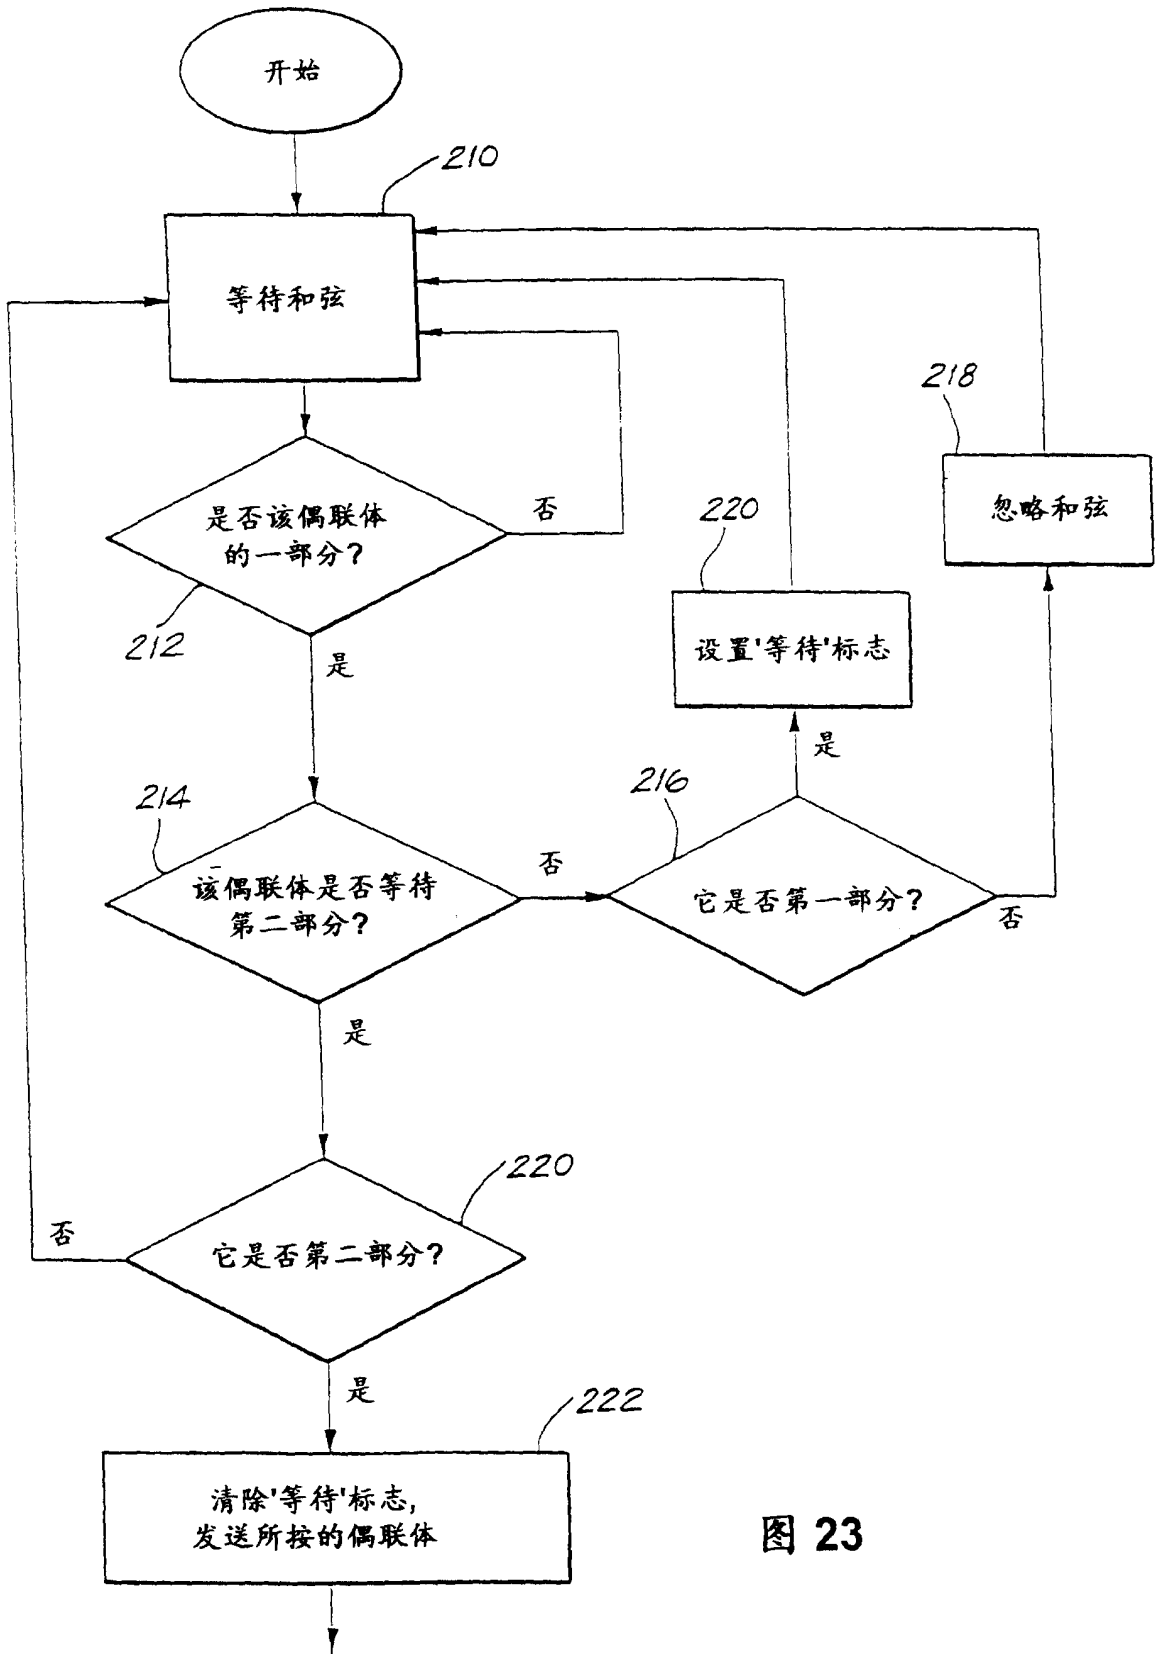 开始
210
等待和弦
218
忽略和弦
是否该偶联体
的一部分?
否
212
是
220
设置'等待'标志
是
214
216
该偶联体是否等待
第二部分?
否
它是否第一部分?
否
是
220
它是否第二部分?
否
是
222
清除'等待'标志,
发送所按的偶联体
图 23